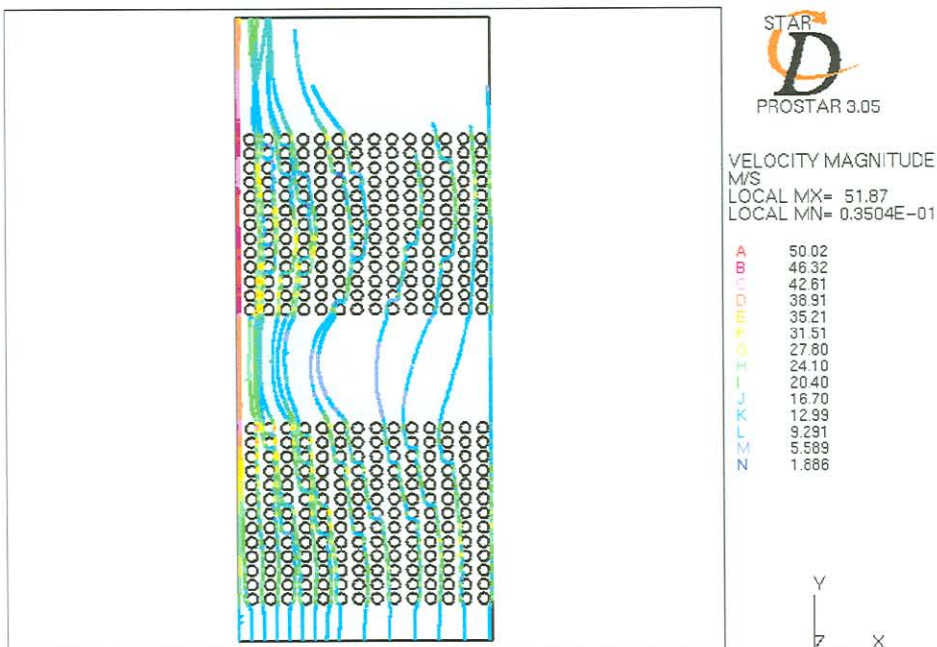 STAR
D
PROSTAR 3.05
VELOCITY MAGNITUDE
M/S
LOCAL MX= 51.87
LOCAL MN= 0.3504E-01
A 50.02
B 46.32
C 42.61
D 38.91
E 35.21
F 31.51
G 27.80
H 24.10
I 20.40
J 16.70
K 12.99
L 9.291
M 5.589
N 1.886
Y
Z X